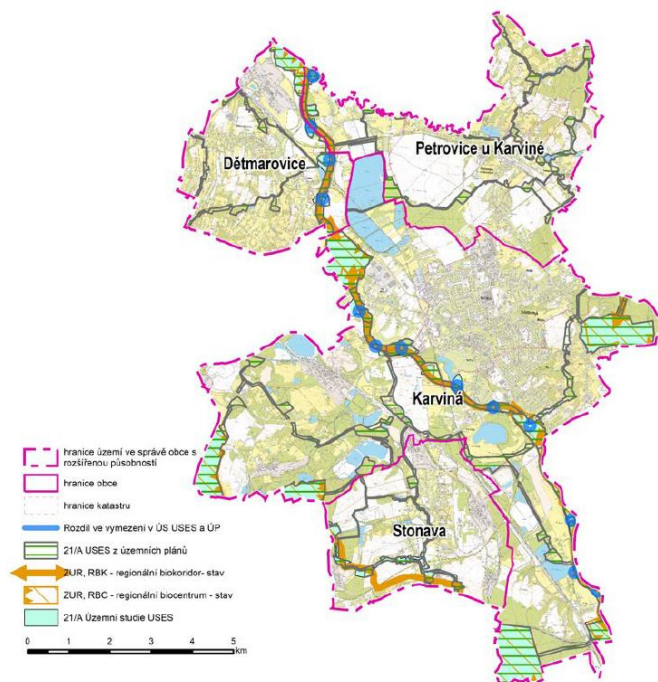 Petrovice u Karviné
Dětmarovice
Karviná
Stonava
hranice území ve správě obce s
rozšířenou působností
hranice obce
hranice katastru
Rozdíl ve vymezení v ÚS USES a ÚP
21/A USES z územních plánů
ZUR, RBK - regionální biokoridor- stav
ZUR, RBC - regionální biocentrum - stav
21/A Územní studie USES
0 1 2 3 4 5
km